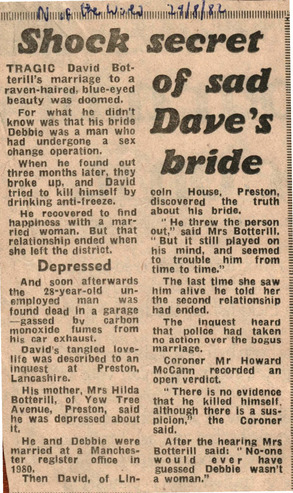 N of the World 29/8/82
Shock secret
of sad
Dave's
bride
TRAGIC David Bot-
terill's marriage to a
raven-haired, blue-eyed
beauty was doomed.
For what he didn't
know was that his bride
Debbie was a man who
had undergone a sex
change operation.
When he found out
three months later, they
broke up, and David
tried to kill himself by
drinking anti-freeze.
He recovered to find
happiness with a mar-
ried woman. But that
relationship ended when
she left the district.
Depressed
And soon afterwards
the 28-year-old un-
employed man was
found dead in a garage
—gassed by carbon
monoxide fumes from
his car exhaust.
David's tangled love-
life was described to an
inquest at Preston,
Lancashire.
His mother, Mrs Hilda
Botterill, of Yew Tree
Avenue, Preston, said
he was depressed about
it.
He and Debbie were
married at a Manches-
ter register office in
1980.
Then David, of Lin-
coln House, Preston,
discovered the truth
about his bride.
"He threw the person
out," said Mrs Botterill.
"But it still played on
his mind, and seemed
to trouble him from
time to time."
The last time she saw
him alive he told her
the second relationship
had ended.
The inquest heard
that police had taken
no action over the bogus
marriage.
Coroner Mr Howard
McCann recorded an
open verdict.
"There is no evidence
that he killed himself,
although there is a sus-
picion," the Coroner
said.
After the hearing Mrs
Botterill said: "No-one
would ever have
guessed Debbie wasn't
a woman."